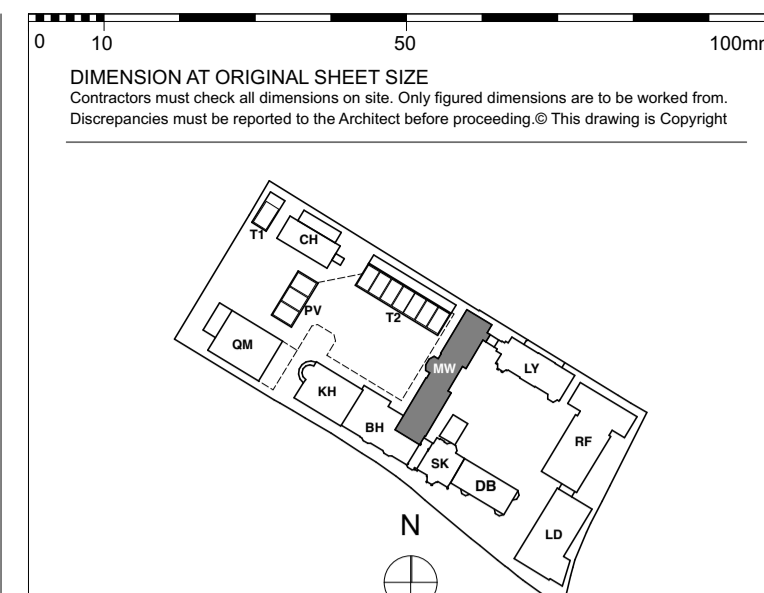 0 10 50 100mm
DIMENSION AT ORIGINAL SHEET SIZE
Contractors must check all dimensions on site. Only figured dimensions are to be worked from.
Discrepancies must be reported to the Architect before proceeding.© This drawing is Copyright
T1
CH
PV
T2
QM
MW
LY
KH
BH
RF
SK
DB
LD
N